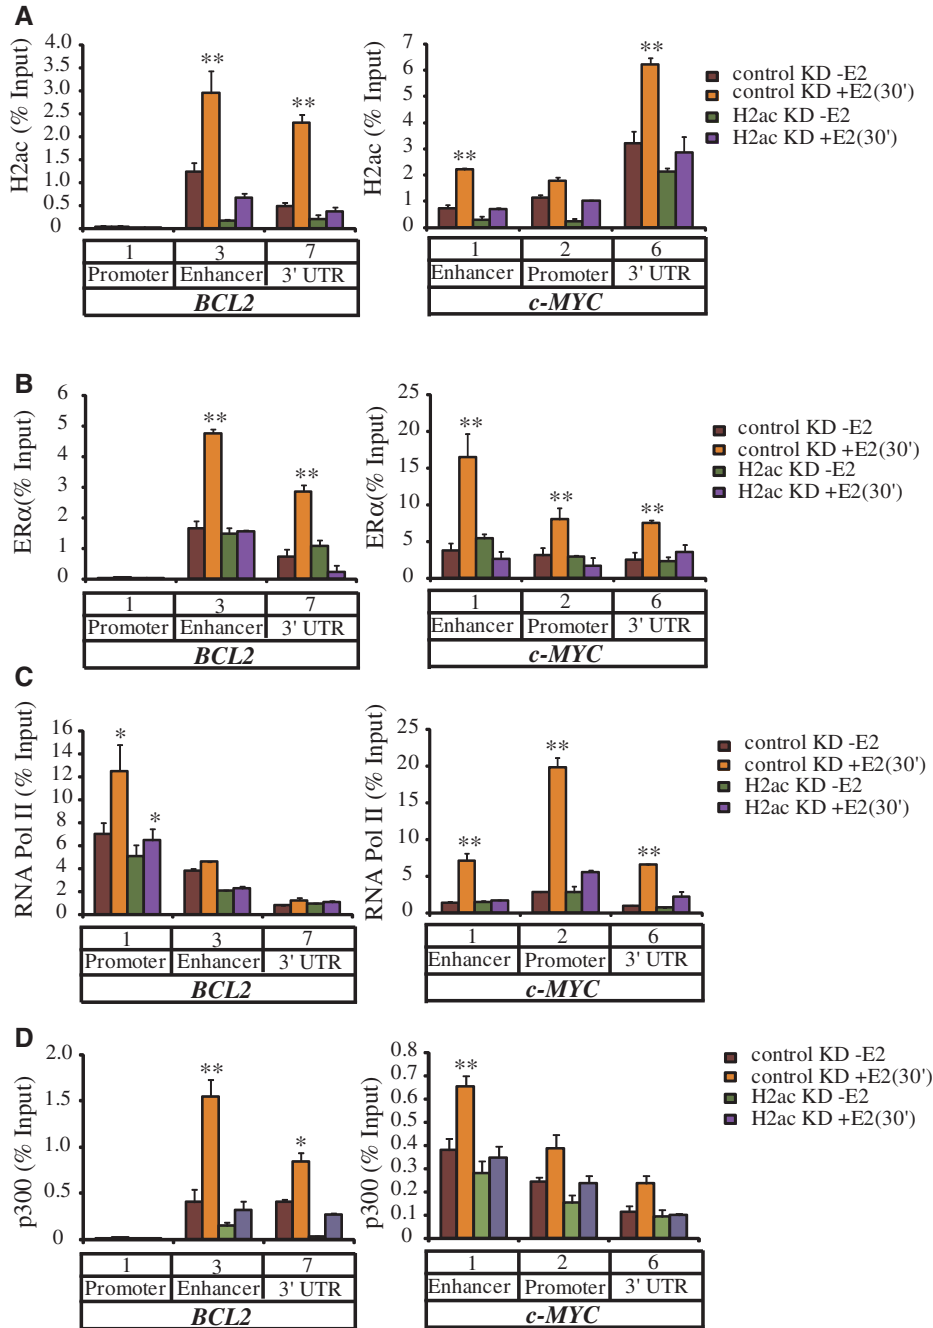 A
H2ac (% Input)
4.0
3.5
3.0
2.5
2.0
1.5
1.0
0.5
0
**
**
1 3 7
Promoter Enhancer 3' UTR
BCL2
H2ac (% Input)
7
6
5
4
3
2
1
0
**
**
1 2 6
Enhancer Promoter 3' UTR
c-MYC
control KD -E2
control KD +E2(30')
H2ac KD -E2
H2ac KD +E2(30')
B
ERα(% Input)
6
5
4
3
2
1
0
**
**
1 3 7
Promoter Enhancer 3' UTR
BCL2
ERα(% Input)
25
20
15
10
5
0
**
**
**
1 2 6
Enhancer Promoter 3' UTR
c-MYC
control KD -E2
control KD +E2(30')
H2ac KD -E2
H2ac KD +E2(30')
C
RNA Pol II (% Input)
16
14
12
10
8
6
4
2
0
*
*
1 3 7
Promoter Enhancer 3' UTR
BCL2
RNA Pol II (% Input)
25
20
15
10
5
0
**
**
**
1 2 6
Enhancer Promoter 3' UTR
c-MYC
control KD -E2
control KD +E2(30')
H2ac KD -E2
H2ac KD +E2(30')
D
p300 (% Input)
2.0
1.5
1.0
0.5
0
**
*
1 3 7
Promoter Enhancer 3' UTR
BCL2
p300 (% Input)
0.8
0.7
0.6
0.5
0.4
0.3
0.2
0.1
0
**
1 2 6
Enhancer Promoter 3' UTR
c-MYC
control KD -E2
control KD +E2(30')
H2ac KD -E2
H2ac KD +E2(30')